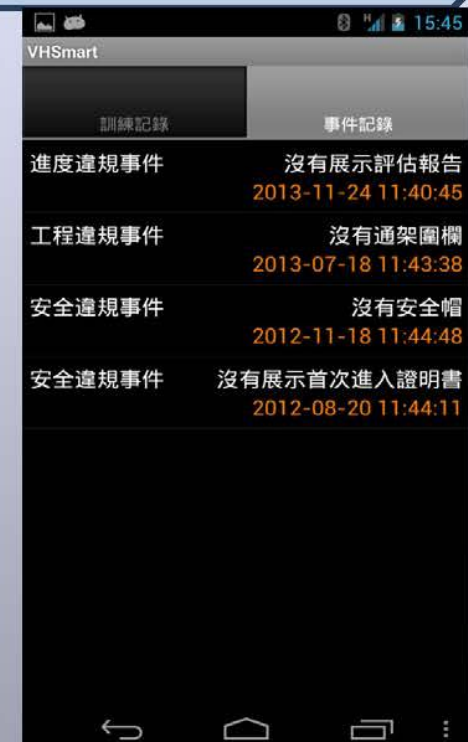 H 15:45
VHSmart
訓練記錄 事件記錄
進度違規事件 沒有展示評估報告
2013-11-24 11:40:45
工程違規事件 沒有通架圍欄
2013-07-18 11:43:38
安全違規事件 沒有安全帽
2012-11-18 11:44:48
安全違規事件 沒有展示首次進入證明書
2012-08-20 11:44:11